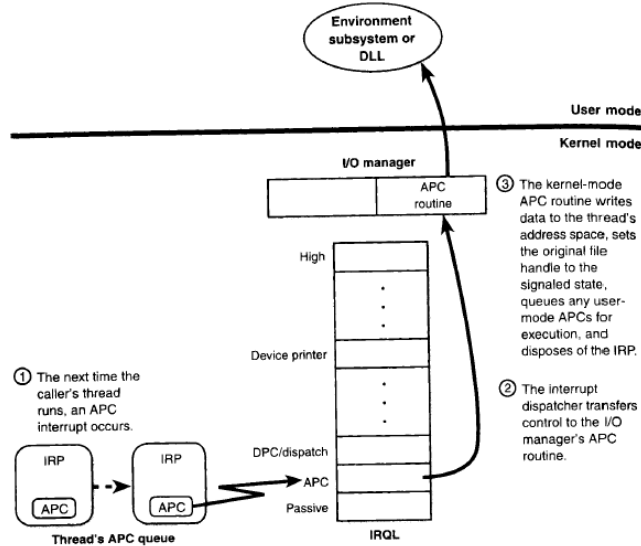 Environment
subsystem or
DLL
User mode
Kernel mode
I/O manager
APC
routine
③ The kernel-mode
APC routine writes
data to the thread's
address space, sets
the original file
handle to the
signaled state,
queues any user-
mode APCs for
execution, and
disposes of the IRP.
High
Device printer
① The next time the
caller's thread
runs, an APC
interrupt occurs.
② The interrupt
dispatcher transfers
control to the I/O
manager's APC
routine.
IRP
IRP
DPC/dispatch
APC
APC
APC
Passive
Thread's APC queue
IRQL